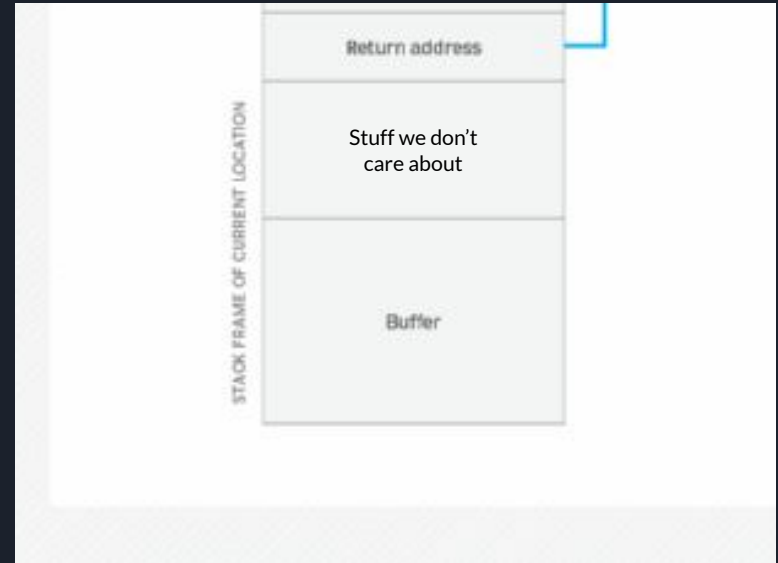 Return address
Stuff we don’t
care about
STACK FRAME OF CURRENT LOCATION
Buffer